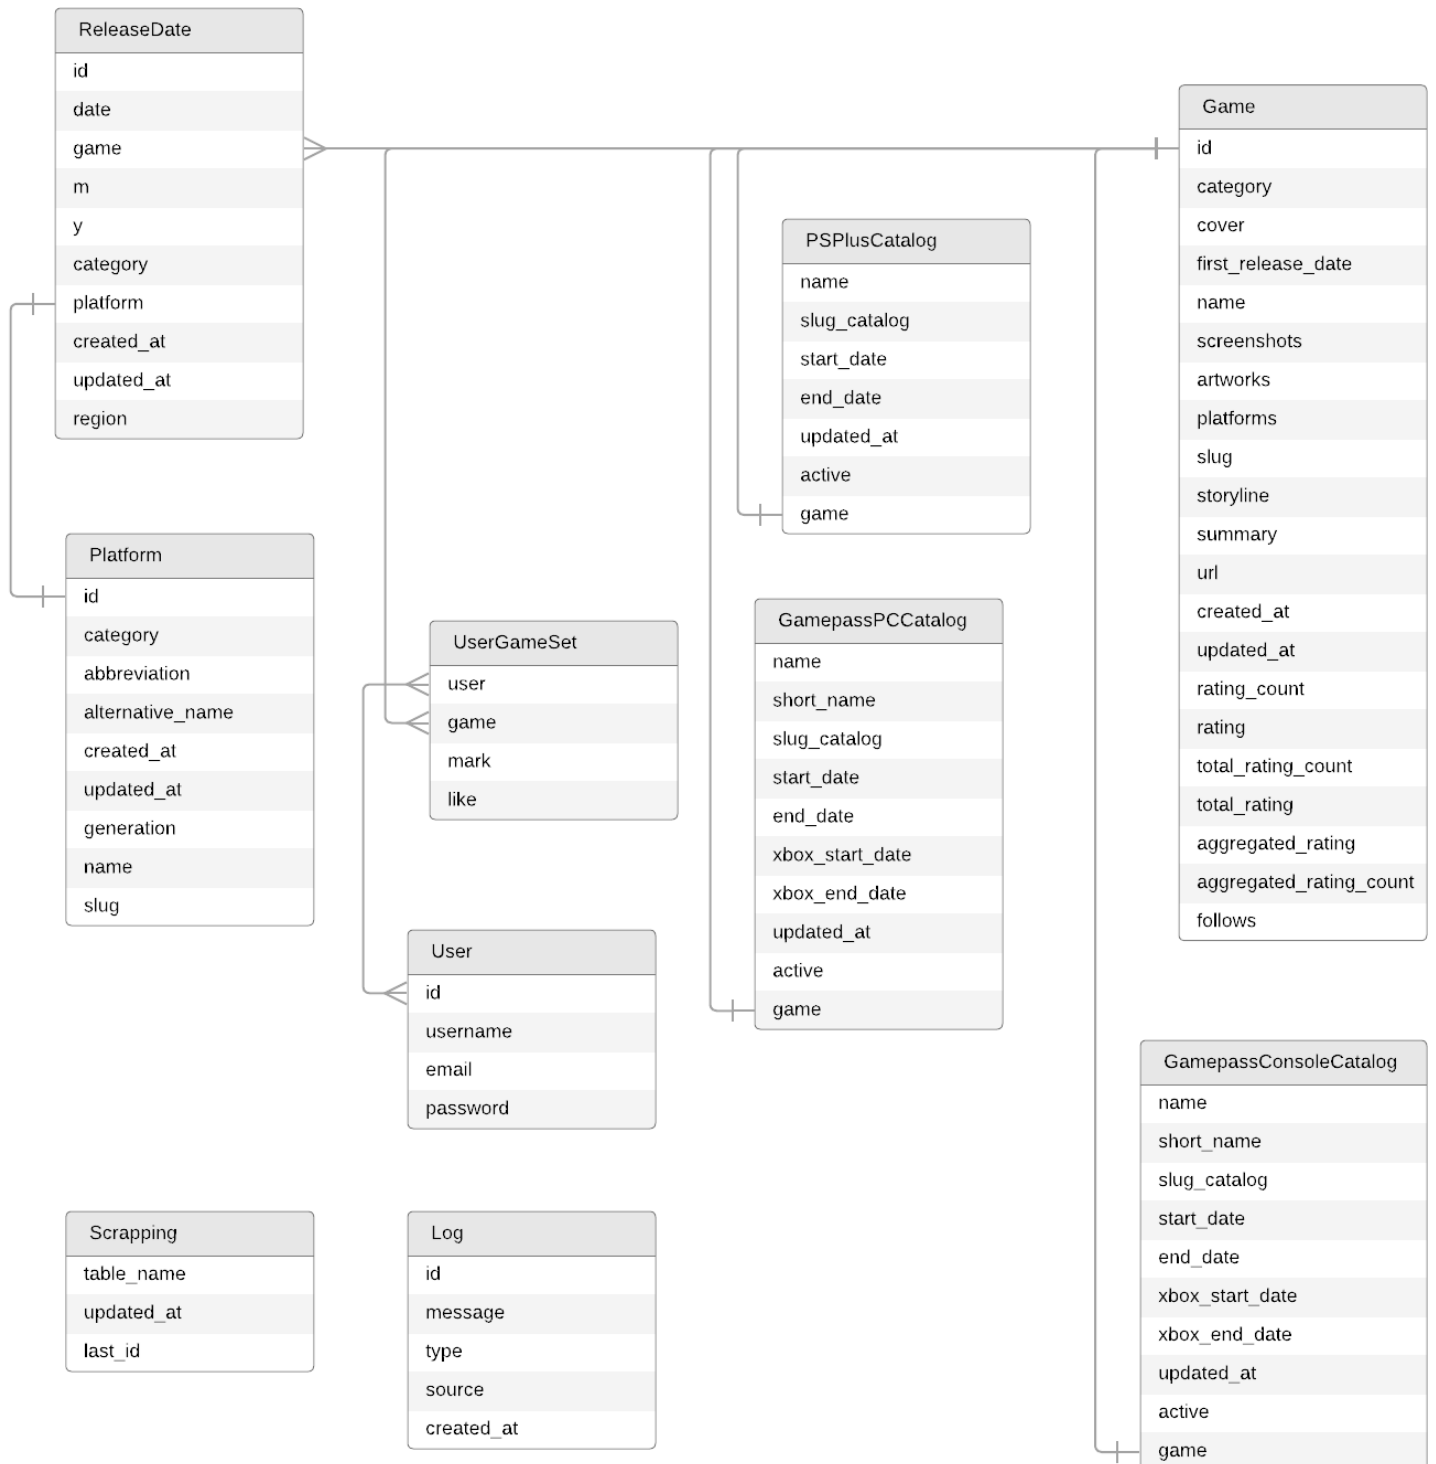 ReleaseDate
id
date
game
m
y
category
platform
created_at
updated_at
region
Game
id
category
cover
first_release_date
name
screenshots
artworks
platforms
slug
storyline
summary
url
created_at
updated_at
rating_count
rating
total_rating_count
total_rating
aggregated_rating
aggregated_rating_count
follows
PSPlusCatalog
name
slug_catalog
start_date
end_date
updated_at
active
game
Platform
id
category
abbreviation
alternative_name
created_at
updated_at
generation
name
slug
UserGameSet
user
game
mark
like
GamepassPCCatalog
name
short_name
slug_catalog
start_date
end_date
xbox_start_date
xbox_end_date
updated_at
active
game
User
id
username
email
password
GamepassConsoleCatalog
name
short_name
slug_catalog
start_date
end_date
xbox_start_date
xbox_end_date
updated_at
active
game
Scrapping
table_name
updated_at
last_id
Log
id
message
type
source
created_at